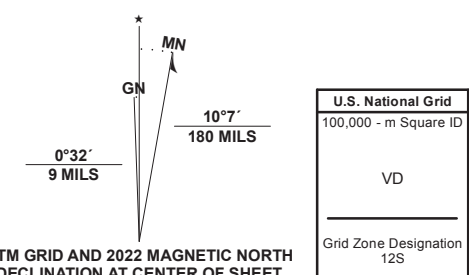 ★
MN
GN
10°7´
180 MILS
0°32´
9 MILS
TM GRID AND 2022 MAGNETIC NORTH
DECLINATION AT CENTER OF SHEET
U.S. National Grid
100,000 - m Square ID
VD
Grid Zone Designation
12S